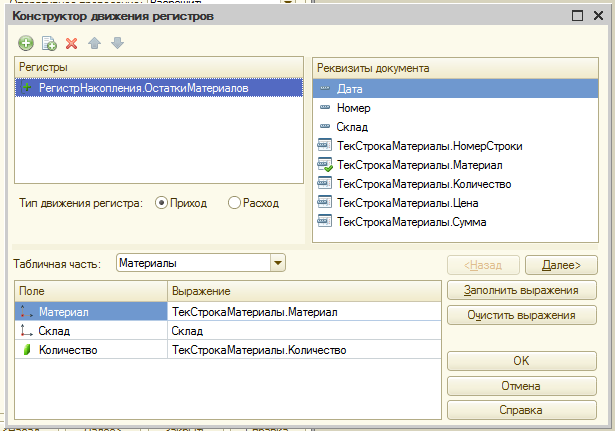 Конструктор движения регистров
Регистры
РегистрНакопления.ОстаткиМатериалов
Тип движения регистра:
Приход
Расход
Реквизиты документа
Дата
Номер
Склад
ТекСтрокаМатериалы.НомерСтроки
ТекСтрокаМатериалы.Материал
ТекСтрокаМатериалы.Количество
ТекСтрокаМатериалы.Цена
ТекСтрокаМатериалы.Сумма
Табличная часть:
Материалы
<Назад
Далее>
Поле
Выражение
Материал
ТекСтрокаМатериалы.Материал
Склад
Склад
Количество
ТекСтрокаМатериалы.Количество
Заполнить выражения
Очистить выражения
OK
Отмена
Справка